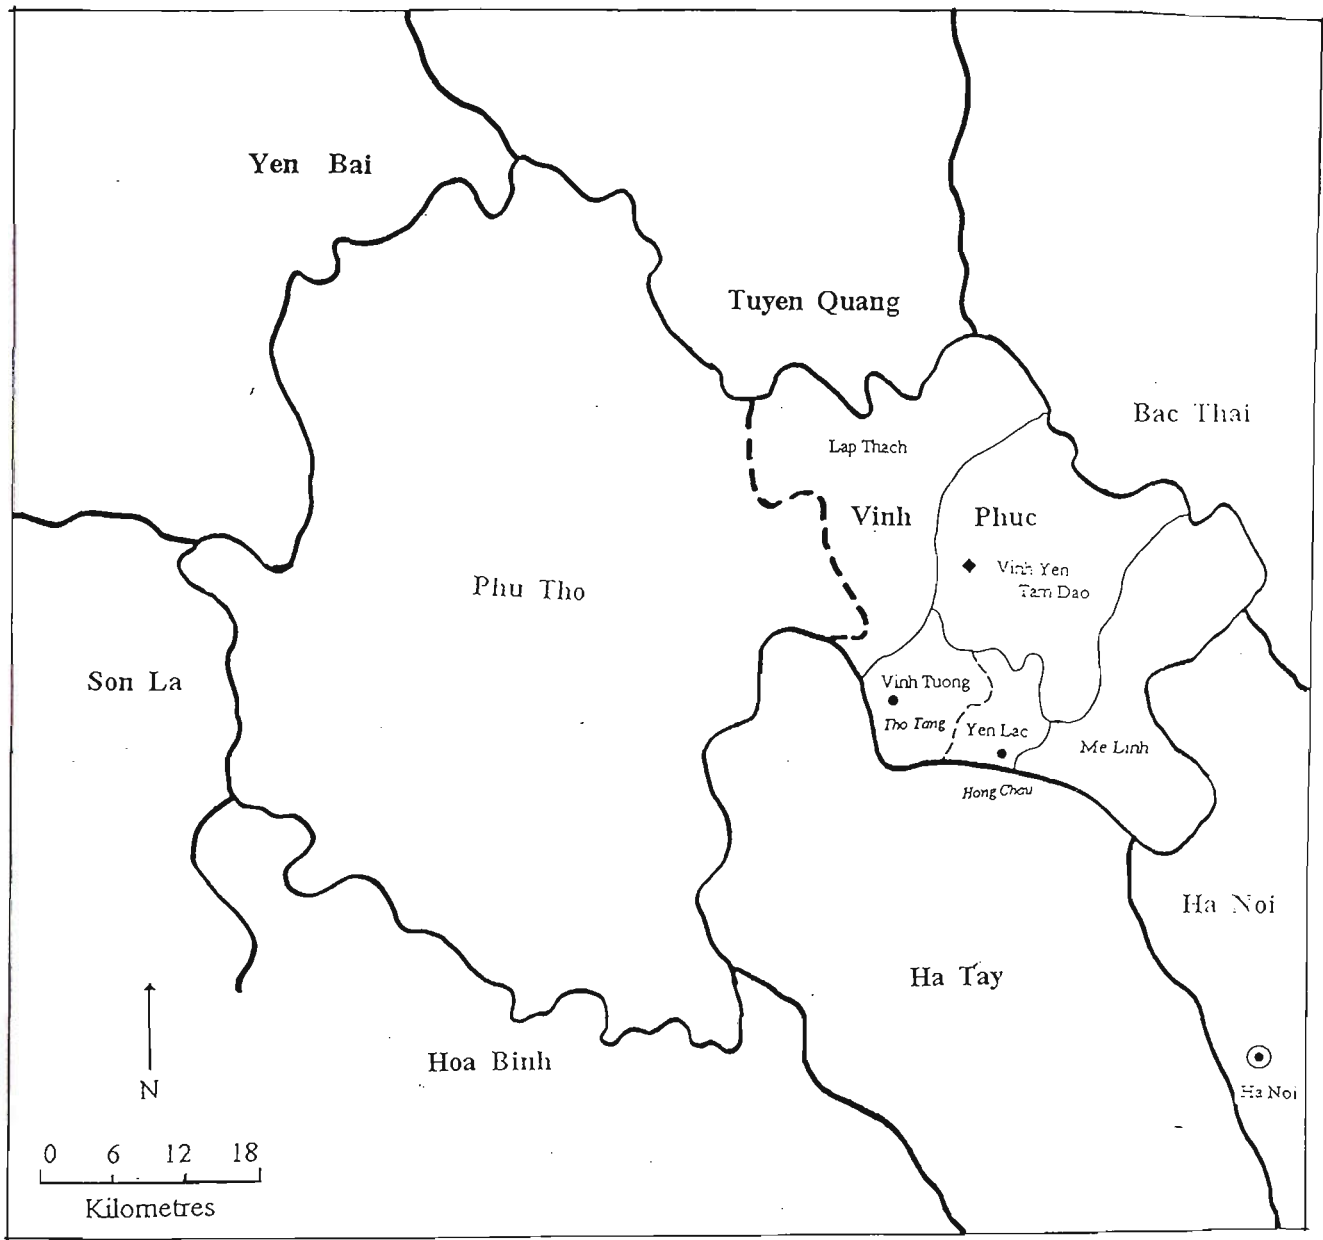 Yen Bai
Tuyen Quang
Bac Thai
Lap Thach
Vinh Phuc
Vinh Yen
Tam Dao
Phu Tho
Son La
Vinh Tuong
Tho Tang
Yen Lac
Me Linh
Hong Chau
Ha Noi
Ha Tay
Hoa Binh
N
Ha Noi
0 6 12 18
Kilometres